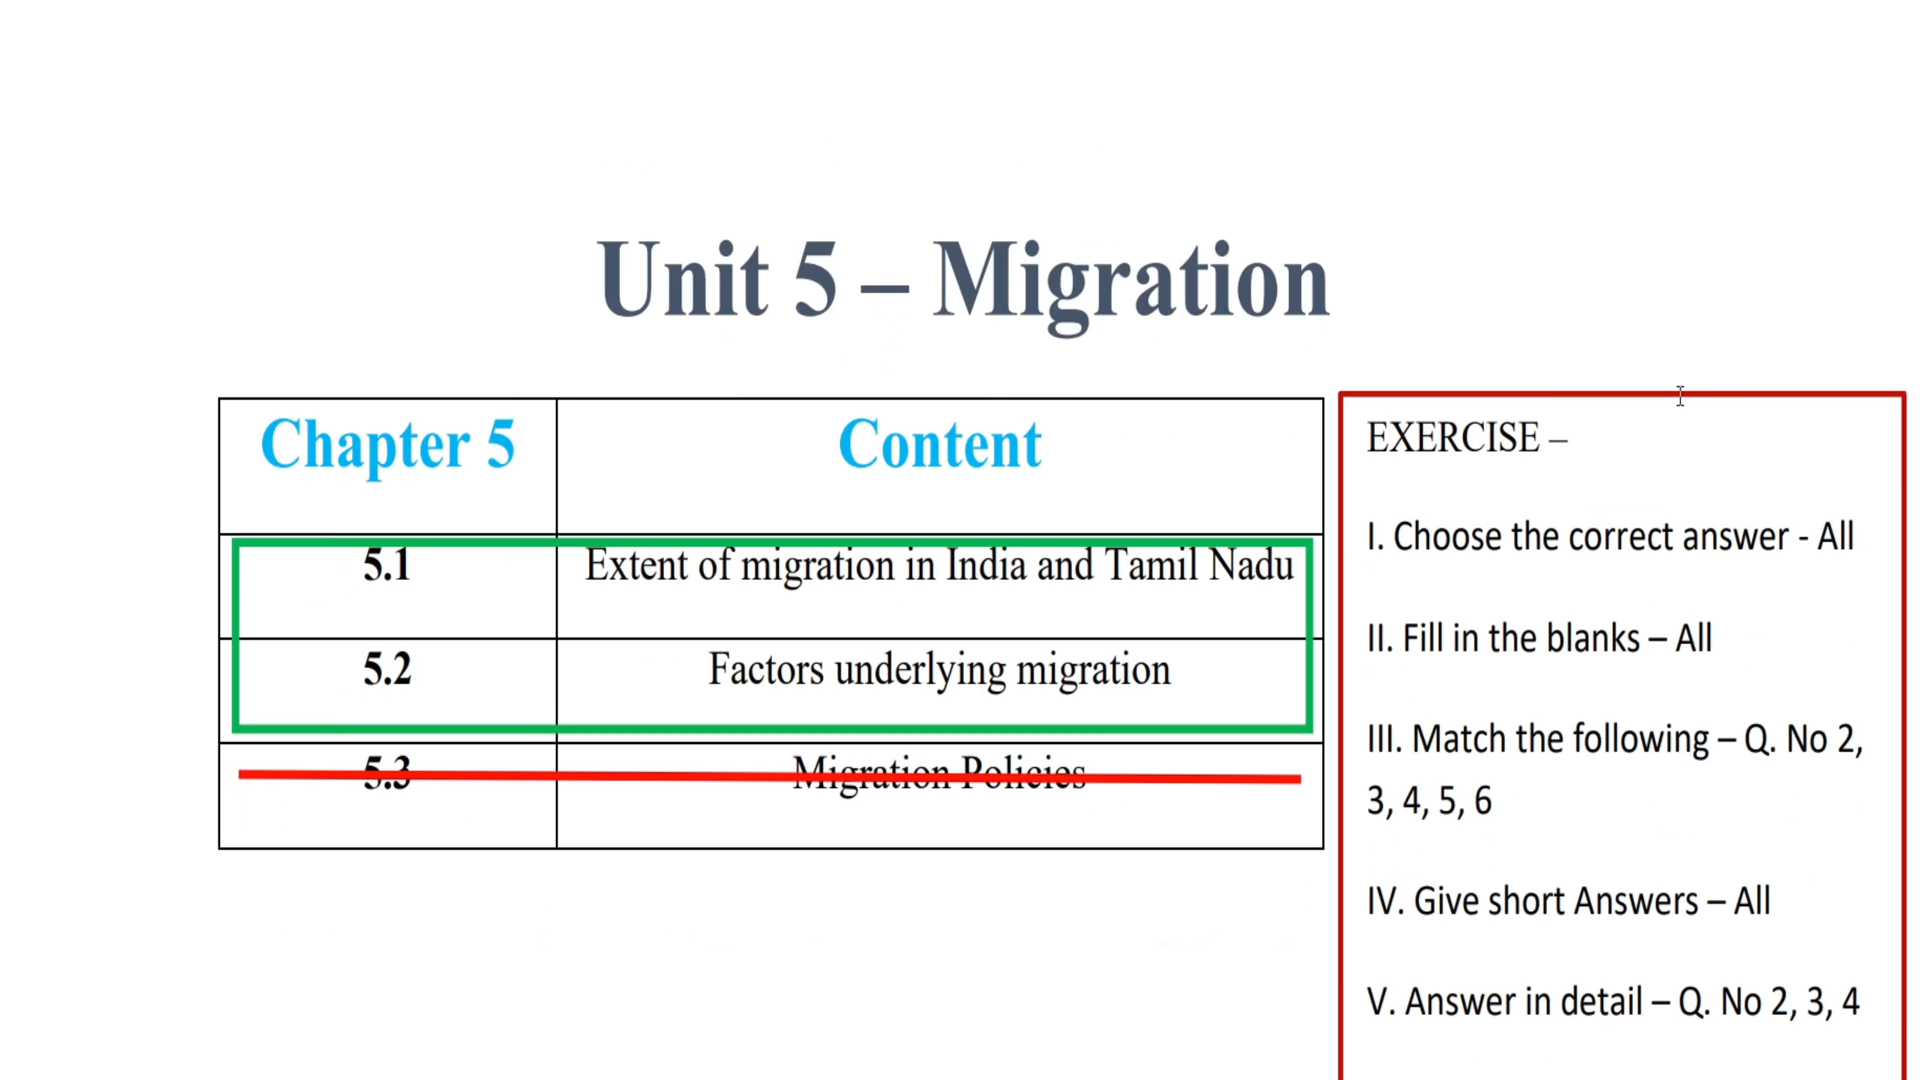 Unit 5 – Migration
Chapter 5 Content
5.1 Extent of migration in India and Tamil Nadu
5.2 Factors underlying migration
5.3 Migration Policies
EXERCISE –
I. Choose the correct answer - All
II. Fill in the blanks – All
III. Match the following – Q. No 2,
3, 4, 5, 6
IV. Give short Answers – All
V. Answer in detail – Q. No 2, 3, 4